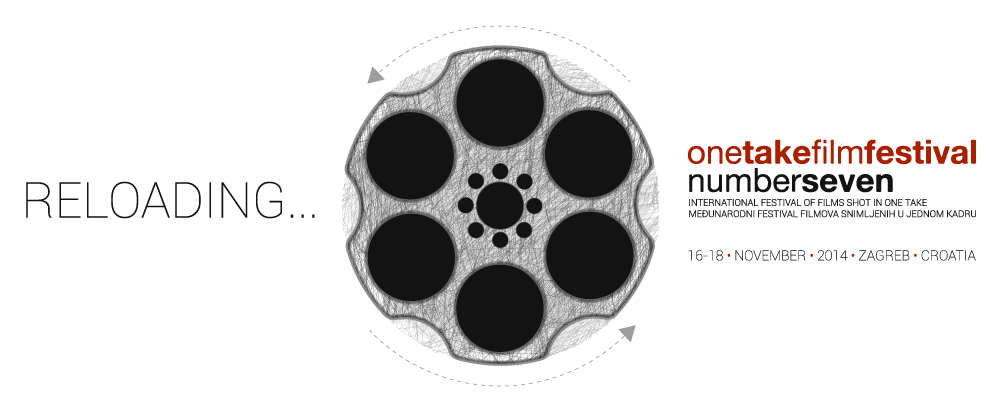 RELOADING...
onetakefilmfestival
numberseven
INTERNATIONAL FESTIVAL OF FILMS SHOT IN ONE TAKE
MEĐUNARODNI FESTIVAL FILMOVA SNIMLJENIH U JEDNOM KADRU
16-18 • NOVEMBER • 2014 • ZAGREB • CROATIA